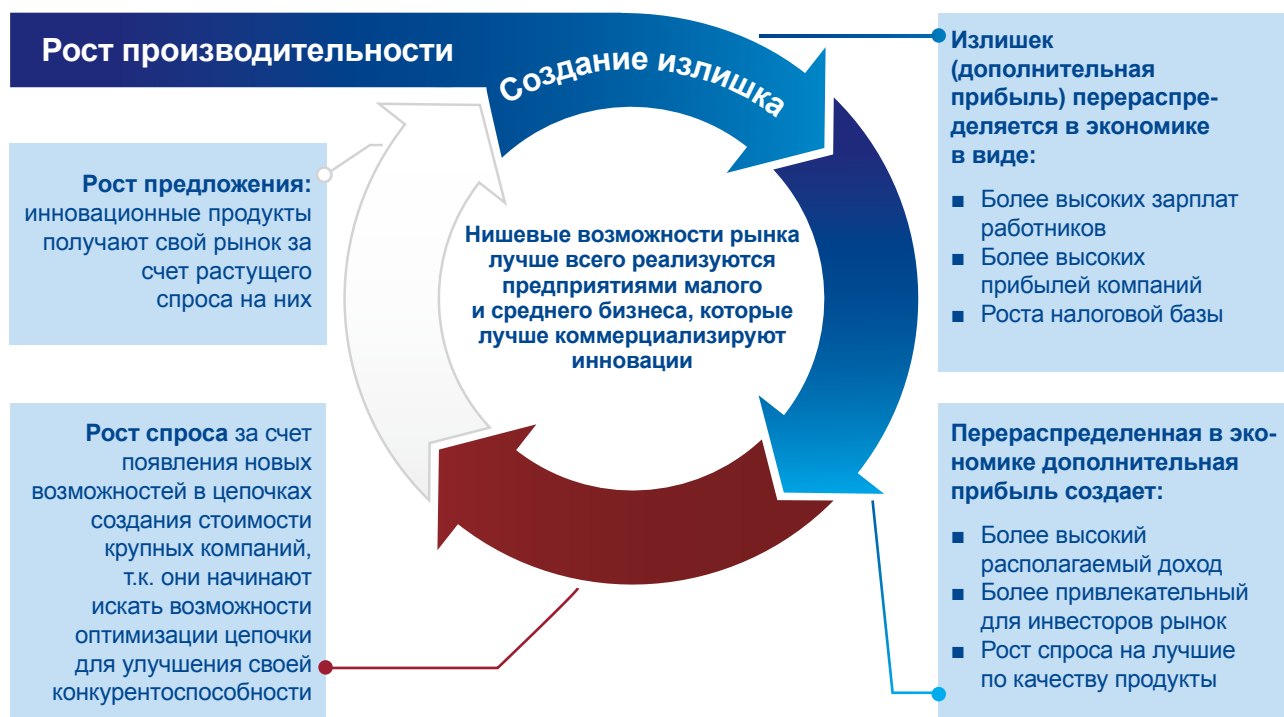 Рост производительности
Создание излишка
Излишек
(дополнительная
прибыль) перераспре-
деляется в экономике
в виде:
■ Более высоких зарплат
работников
■ Более высоких
прибылей компаний
■ Роста налоговой базы
Рост предложения:
инновационные продукты
получают свой рынок за
счет растущего
спроса на них
Нишевые возможности рынка
лучше всего реализуются
предприятиями малого
и среднего бизнеса, которые
лучше коммерциализируют
инновации
Рост спроса за счет
появления новых
возможностей в цепочках
создания стоимости
крупных компаний,
т.к. они начинают
искать возможности
оптимизации цепочки
для улучшения своей
конкурентоспособности
Перераспределенная в эко-
номике дополнительная
прибыль создает:
■ Более высокий
располагаемый доход
■ Более привлекательный
для инвесторов рынок
■ Рост спроса на лучшие
по качеству продукты